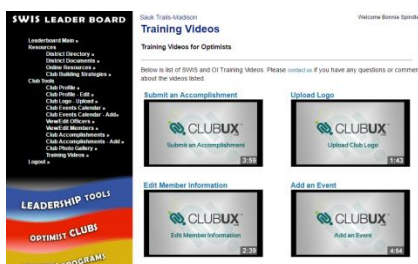 SWIS LEADER BOARD
Leaderboard Main »
Resources
District Directory »
District Documents »
Online Resources »
Club Building Strategies »
Club Tools
Club Profile »
Club Profile - Edit »
Club Logo - Upload »
Club Events Calendar »
Club Events Calendar - Add»
View/Edit Officers »
View/Edit Members »
Club Accomplishments »
Club Accomplishments - Add »
Club Photo Gallery »
Training Videos »
Logout »
LEADERSHIP TOOLS
OPTIMIST CLUBS
PROGRAMS
Sauk Trails-Madison
Welcome Bonnie Spindle
Training Videos
Training Videos for Optimists
Below is list of SWIS and OI Training Videos. Please contact us if you have any questions or commen
about the videos listed.
Submit an Accomplishment
Upload Logo
CLUBUX
Submit an Accomplishment
3:59
CLUBUX
Upload Club Logo
1:43
Edit Member Information
Add an Event
CLUBUX
Edit Member Information
2:39
CLUBUX
Add an Event
4:54